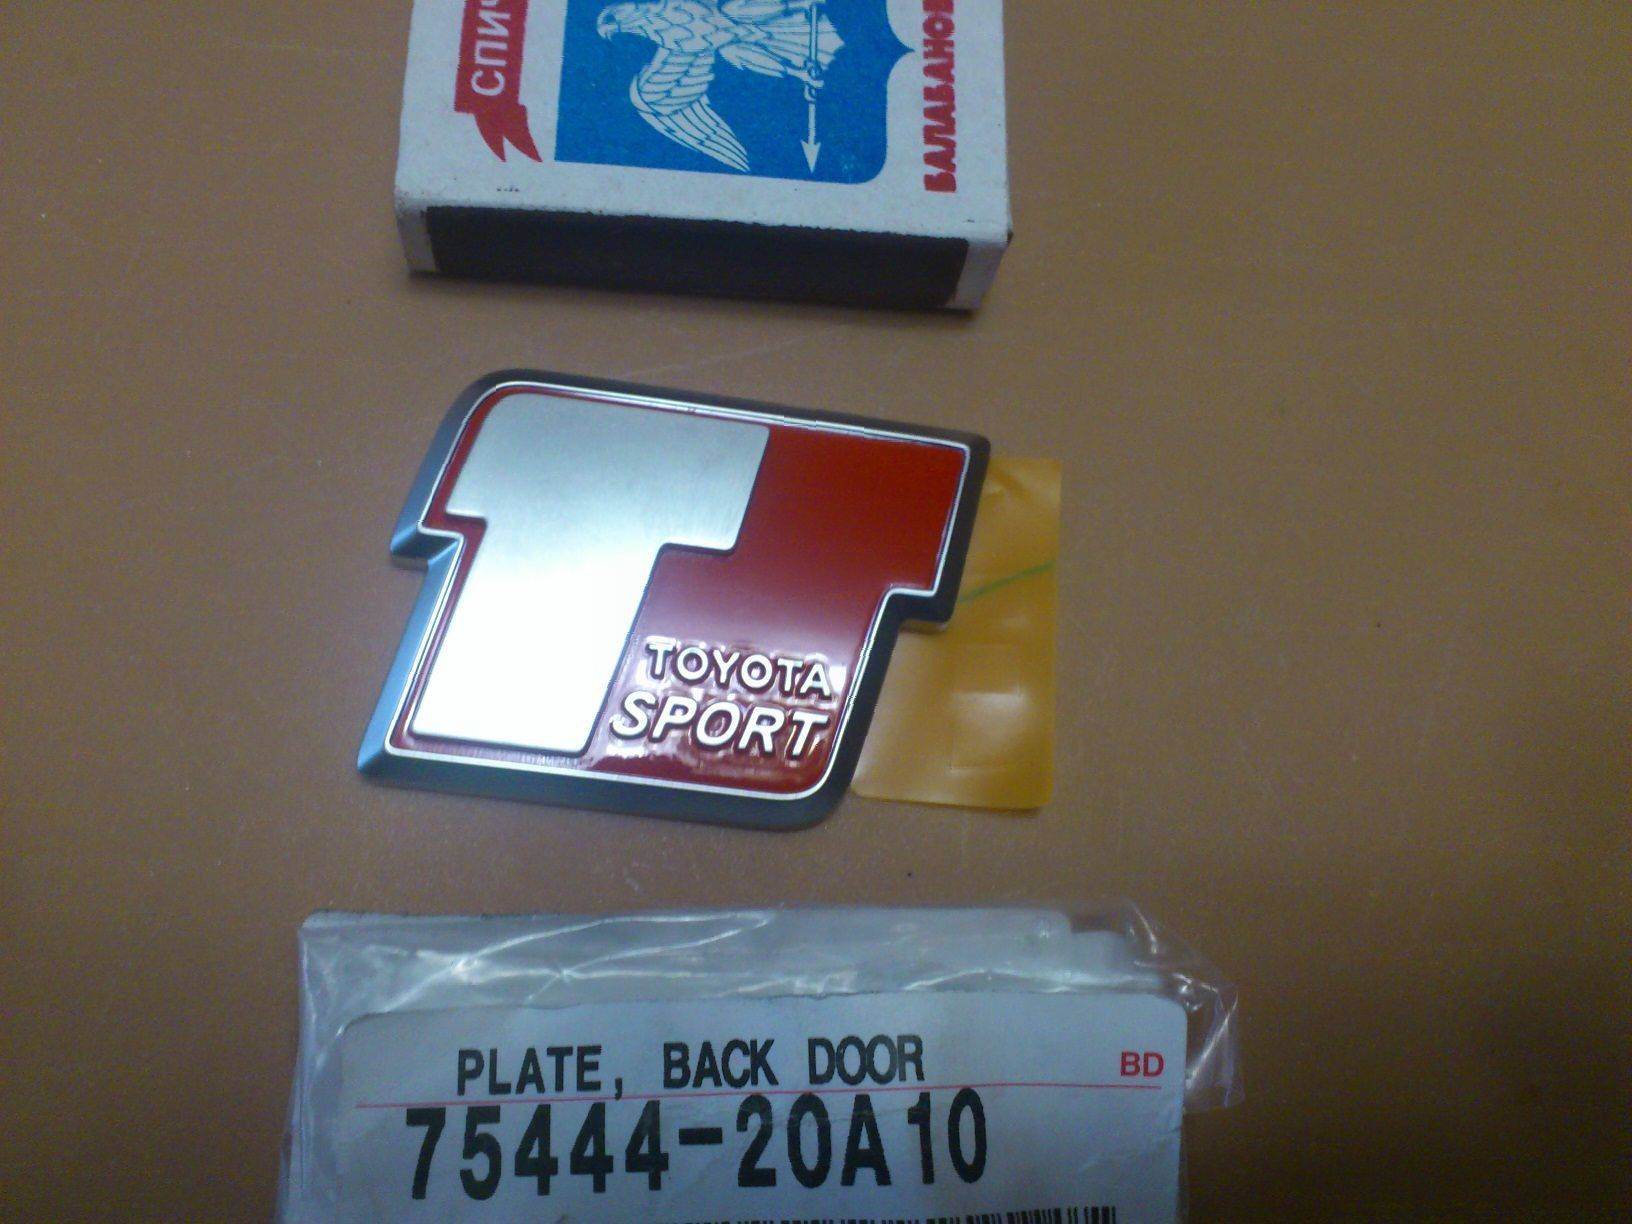 СПИЧ
БАЛАБАНОВ
TOYOTA
SPORT
PLATE, BACK DOOR
BD
75444-20A10